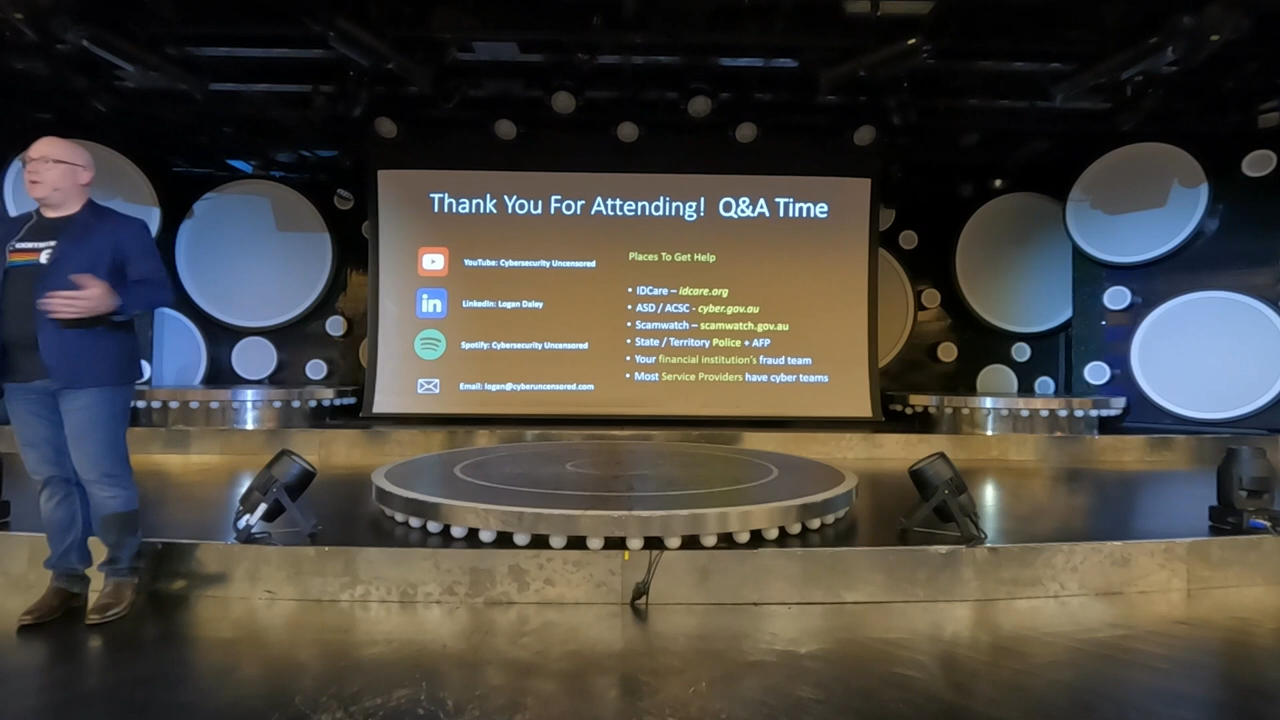 Thank You For Attending! Q&A Time
YouTube: Cybersecurity Uncensored
LinkedIn: Logan Daley
Spotify: Cybersecurity Uncensored
Email: logan@cyberuncensored.com
Places To Get Help
• IDCare – idcare.org
• ASD / ACSC - cyber.gov.au
• Scamwatch – scamwatch.gov.au
• State / Territory Police + AFP
• Your financial institution's fraud team
• Most Service Providers have cyber teams
in